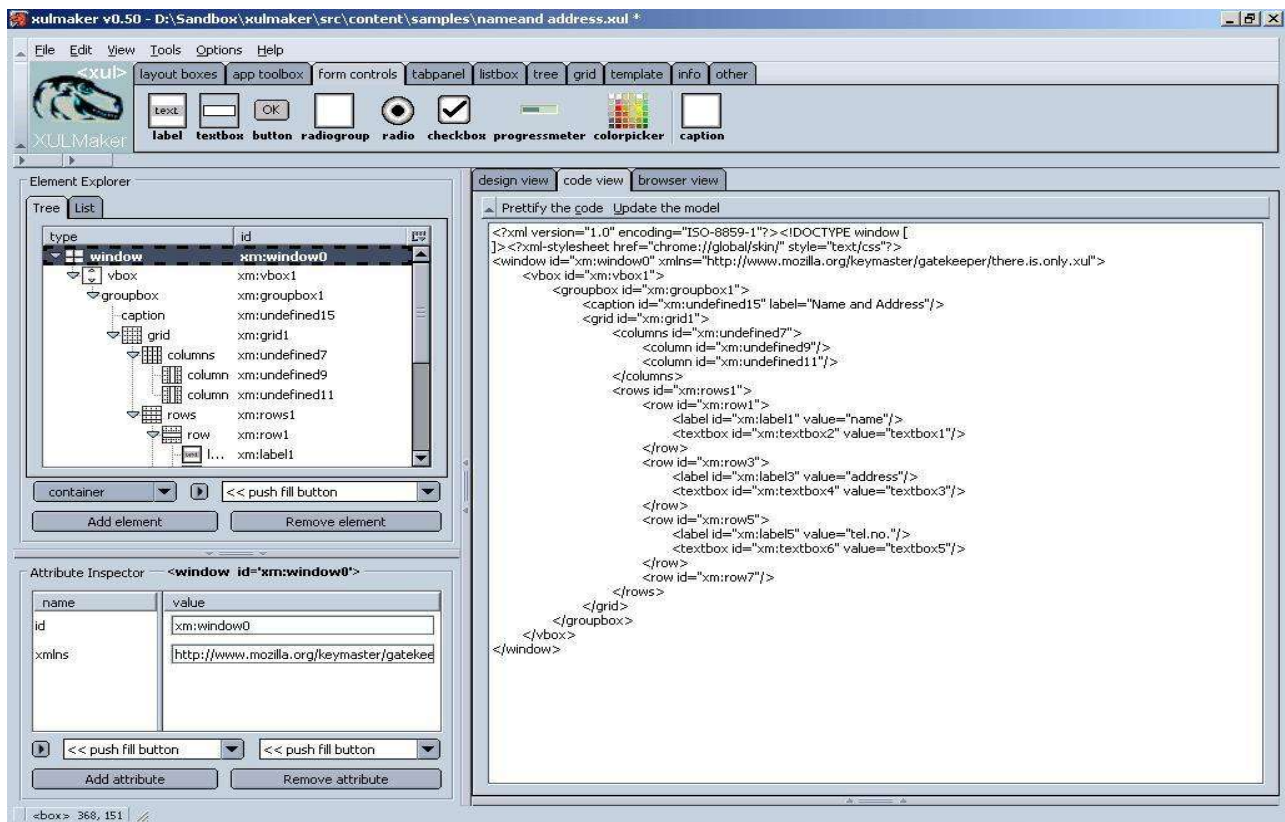 xulmaker v0.50 - D:\Sandbox\xulmaker\src\content\samples\nameand address.xul *
File Edit View Tools Options Help
<xul>
XULMaker
layout boxes app toolbox form controls tabpanel listbox tree grid template info other
text OK
label textbox button radiogroup radio checkbox progressmeter colorpicker caption
Element Explorer
Tree List
type id
window xm:window0
vbox xm:vbox1
groupbox xm:groupbox1
caption xm:undefined15
grid xm:grid1
columns xm:undefined7
column xm:undefined9
column xm:undefined11
rows xm:rows1
row xm:row1
text l... xm:label1
container << push fill button
Add element Remove element
Attribute Inspector <window id='xm:window0'>
name value
id xm:window0
xmlns http://www.mozilla.org/keymaster/gatekee
<< push fill button << push fill button
Add attribute Remove attribute
<box> 368, 151
design view code view browser view
Prettify the code Update the model
<?xml version="1.0" encoding="ISO-8859-1"?><!DOCTYPE window [
]><?xml-stylesheet href="chrome://global/skin/" style="text/css"?>
<window id="xm:window0" xmlns="http://www.mozilla.org/keymaster/gatekeeper/there.is.only.xul">
<vbox id="xm:vbox1">
<groupbox id="xm:groupbox1">
<caption id="xm:undefined15" label="Name and Address"/>
<grid id="xm:grid1">
<columns id="xm:undefined7">
<column id="xm:undefined9"/>
<column id="xm:undefined11"/>
</columns>
<rows id="xm:rows1">
<row id="xm:row1">
<label id="xm:label1" value="name"/>
<textbox id="xm:textbox2" value="textbox1"/>
</row>
<row id="xm:row3">
<label id="xm:label3" value="address"/>
<textbox id="xm:textbox4" value="textbox3"/>
</row>
<row id="xm:row5">
<label id="xm:label5" value="tel.no."/>
<textbox id="xm:textbox6" value="textbox5"/>
</row>
<row id="xm:row7"/>
</rows>
</grid>
</groupbox>
</vbox>
</window>